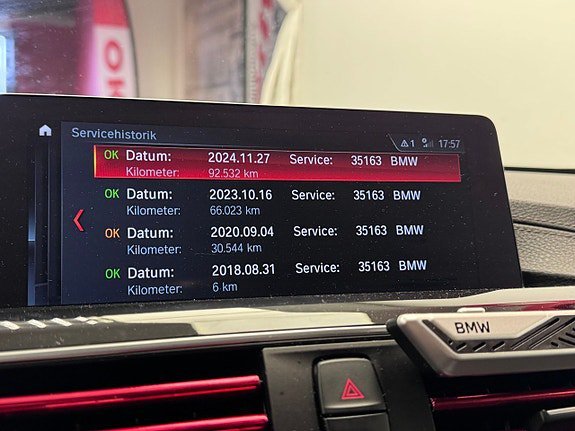 OK
Servicehistorik
1 17:57
OK Datum: 2024.11.27 Service: 35163 BMW
Kilometer: 92.532 km
OK Datum: 2023.10.16 Service: 35163 BMW
Kilometer: 66.023 km
OK Datum: 2020.09.04 Service: 35163 BMW
Kilometer: 30.544 km
OK Datum: 2018.08.31 Service: 35163 BMW
Kilometer: 6 km
BMW